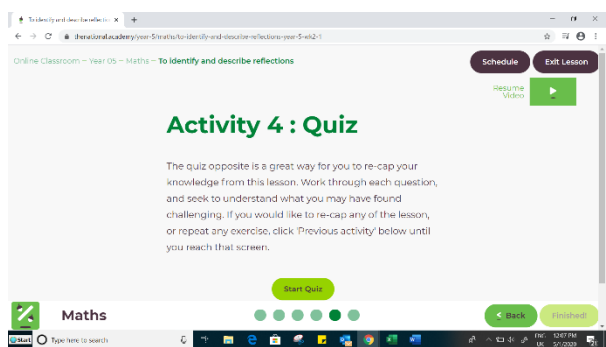 To identify and describe reflectio
thenational.academy/year-5/maths/to-identify-and-describe-reflections-year-5-wk2-1
Online Classroom – Year 05 – Maths – To identify and describe reflections
Schedule
Exit Lesson
Resume
Video
Activity 4 : Quiz
The quiz opposite is a great way for you to re-cap your
knowledge from this lesson. Work through each question,
and seek to understand what you may have found
challenging. If you would like to re-cap any of the lesson,
or repeat any exercise, click 'Previous activity' below until
you reach that screen.
Start Quiz
Maths
< Back
Finished!
Start
Type here to search
ENG
UK
12:07 PM
5/1/2020